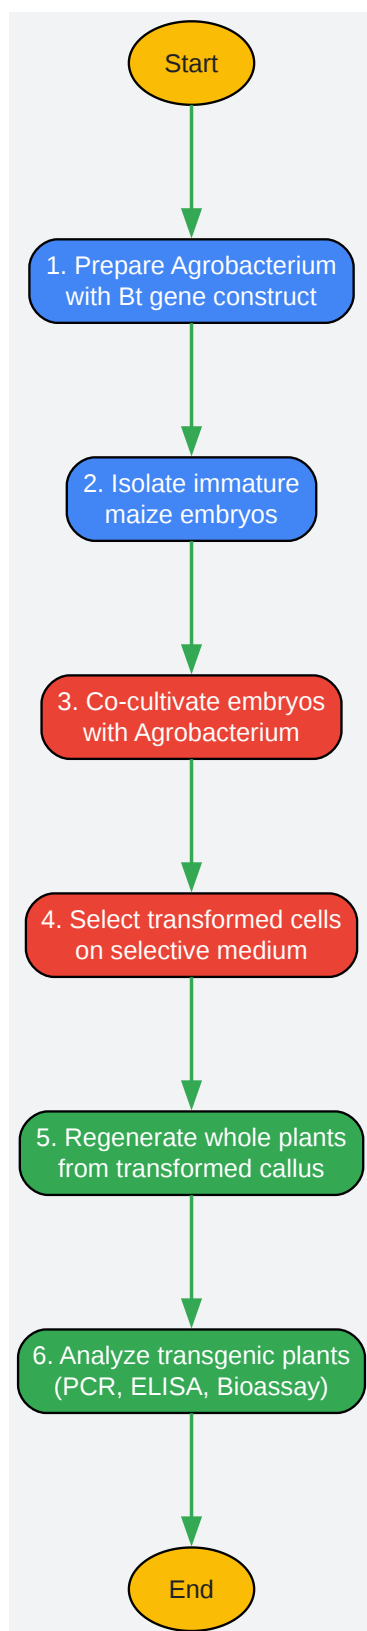 Start
1. Prepare Agrobacterium
with Bt gene construct
2. Isolate immature
maize embryos
3. Co-cultivate embryos
with Agrobacterium
4. Select transformed cells
on selective medium
5. Regenerate whole plants
from transformed callus
6. Analyze transgenic plants
(PCR, ELISA, Bioassay)
End